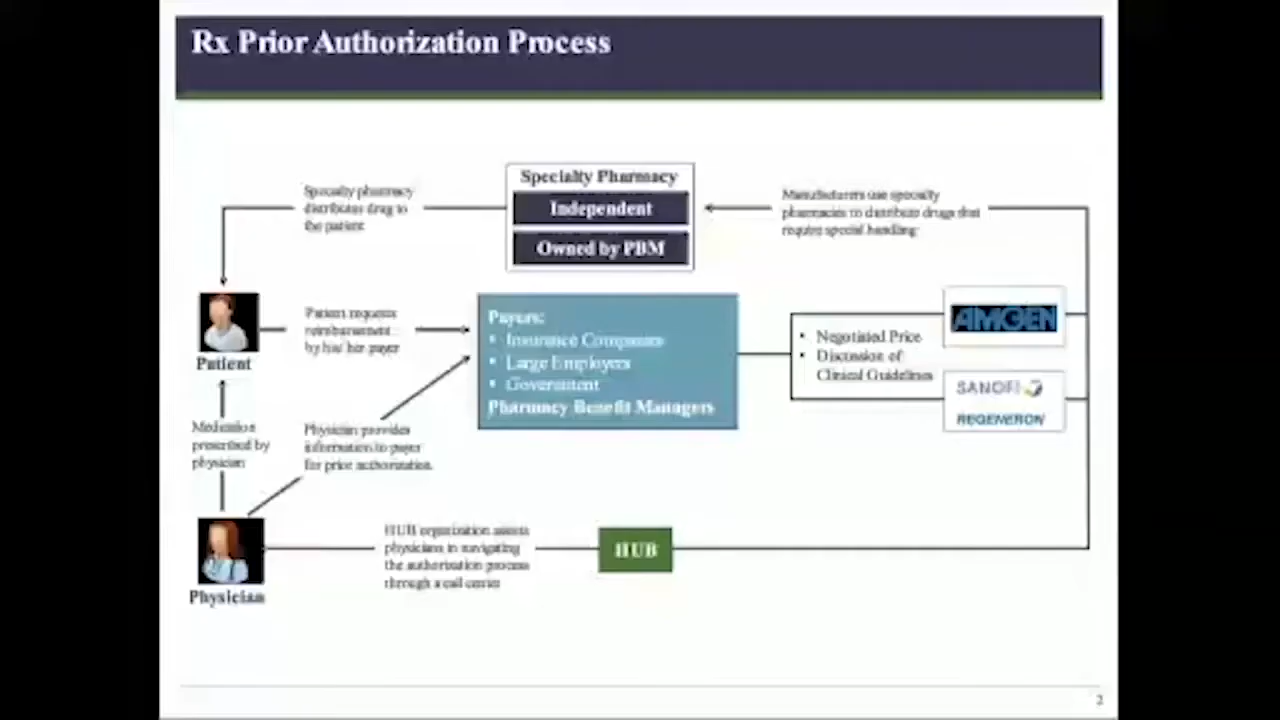 Rx Prior Authorization Process
Specialty pharmacy
distributes drug to
the patient
Specialty Pharmacy
Independent
Owned by PBM
Manufacturers use specialty
pharmacies to distribute drugs that
require special handling
Patient
Patient requests
reimbursement
by his/ her payer
Payers:
• Insurance Companies
• Large Employers
• Government
Pharmacy Benefit Managers
• Negotiated Price
• Discussion of
Clinical Guidelines
AMGEN
SANOFI
REGENERON
Medication
prescribed by
physician
Physician provides
information to payer
for prior authorization.
Physician
HUB organization assists
physicians in navigating
the authorization process
through a call center
HUB
2